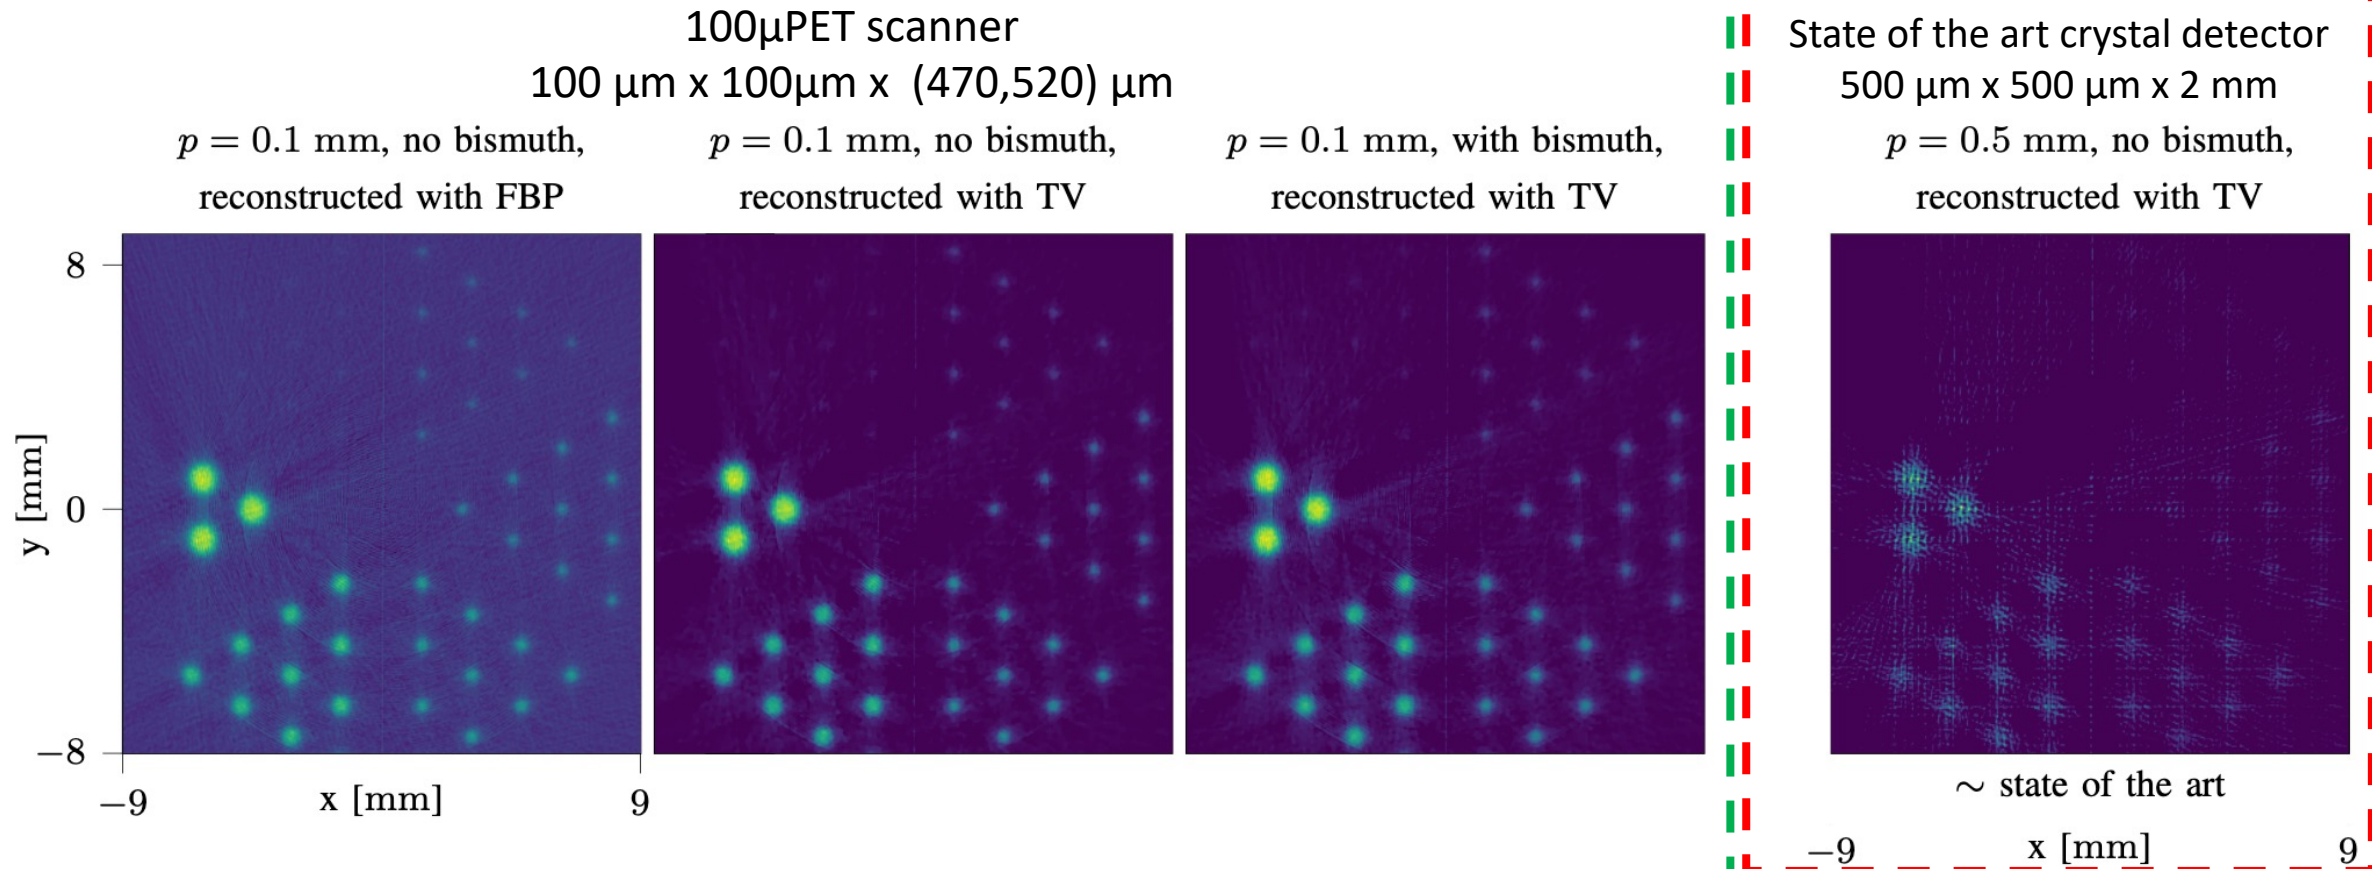 100μPET scanner
100 μm x 100μm x (470,520) μm
p = 0.1 mm, no bismuth,
reconstructed with FBP
p = 0.1 mm, no bismuth,
reconstructed with TV
p = 0.1 mm, with bismuth,
reconstructed with TV
8
0
−8
y [mm]
−9
x [mm]
9
State of the art crystal detector
500 μm x 500 μm x 2 mm
p = 0.5 mm, no bismuth,
reconstructed with TV
∼ state of the art
−9
x [mm]
9